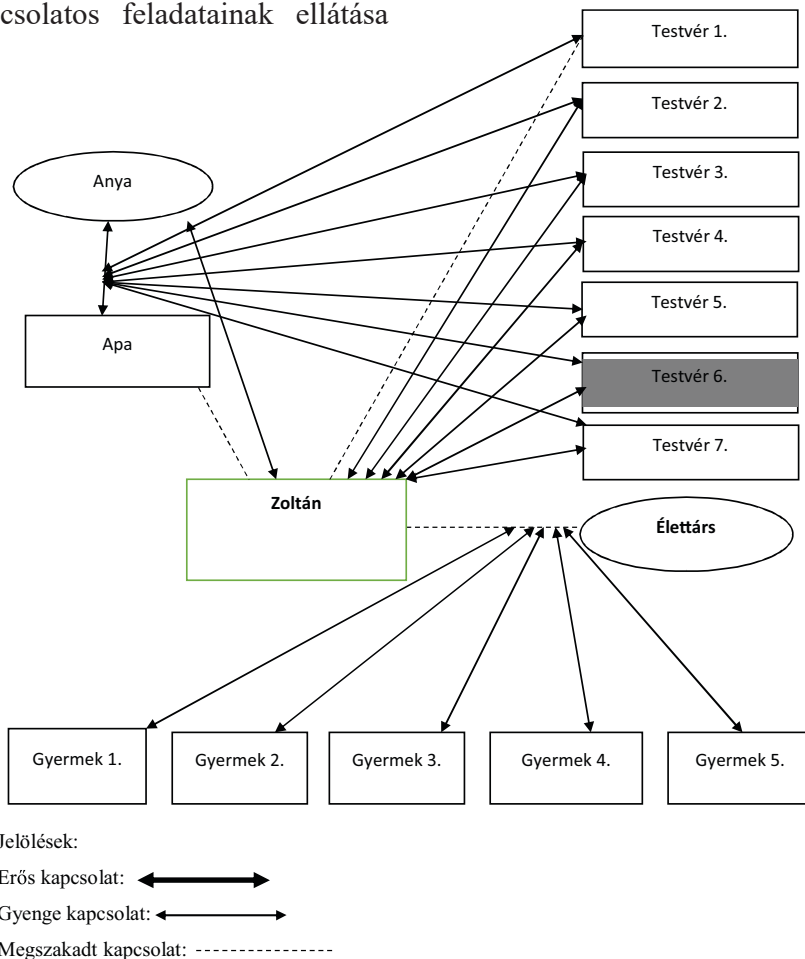 csolatos feladatainak ellátása
Testvér 1.
Testvér 2.
Anya
Testvér 3.
Testvér 4.
Testvér 5.
Apa
Testvér 6.
Testvér 7.
Zoltán
Élettárs
Gyermek 1.
Gyermek 2.
Gyermek 3.
Gyermek 4.
Gyermek 5.
Jelölések:
Erős kapcsolat:
Gyenge kapcsolat:
Megszakadt kapcsolat: